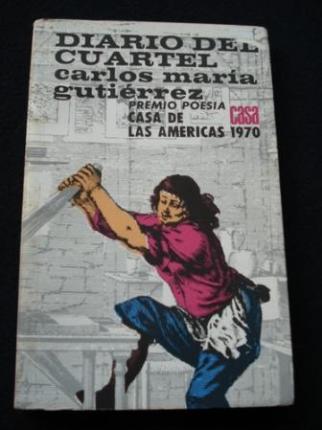 DIARIO DEL
CUARTEL
carlos maría
gutiérrez
PREMIO POESIA
CASA DE casa
LAS AMERICAS 1970